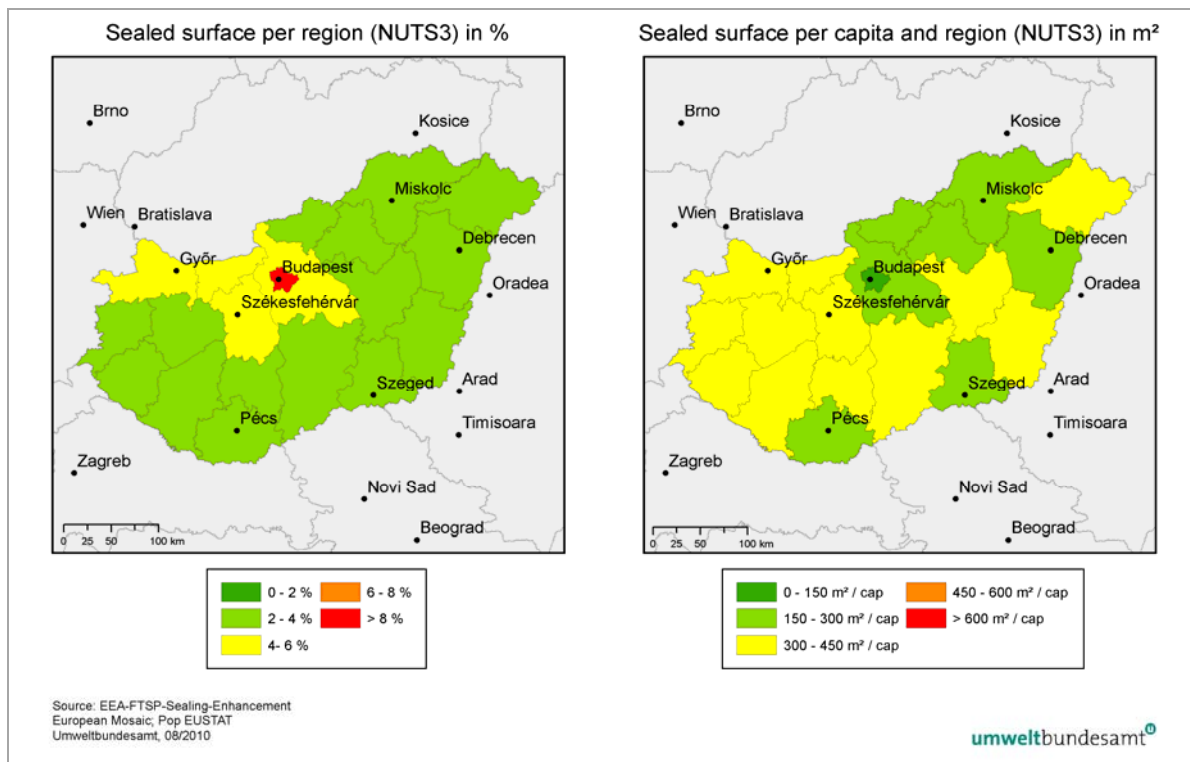 Sealed surface per region (NUTS3) in %
Brno
Kosice
Miskolc
Wien
Bratislava
Győr
Debrecen
Budapest
Oradea
Székesfehérvár
Szeged
Arad
Pécs
Timisoara
Zagreb
Novi Sad
Beograd
0 25 50 100 km
0 - 2 %
2 - 4 %
4- 6 %
6 - 8 %
> 8 %
Sealed surface per capita and region (NUTS3) in m²
Brno
Kosice
Miskolc
Wien
Bratislava
Győr
Debrecen
Budapest
Oradea
Székesfehérvár
Szeged
Arad
Pécs
Timisoara
Zagreb
Novi Sad
Beograd
0 25 50 100 km
0 - 150 m² / cap
150 - 300 m² / cap
300 - 450 m² / cap
450 - 600 m² / cap
> 600 m² / cap
Source: EEA-FTSP-Sealing-Enhancement
European Mosaic; Pop EUSTAT
Umweltbundesamt, 08/2010
umweltbundesamt u